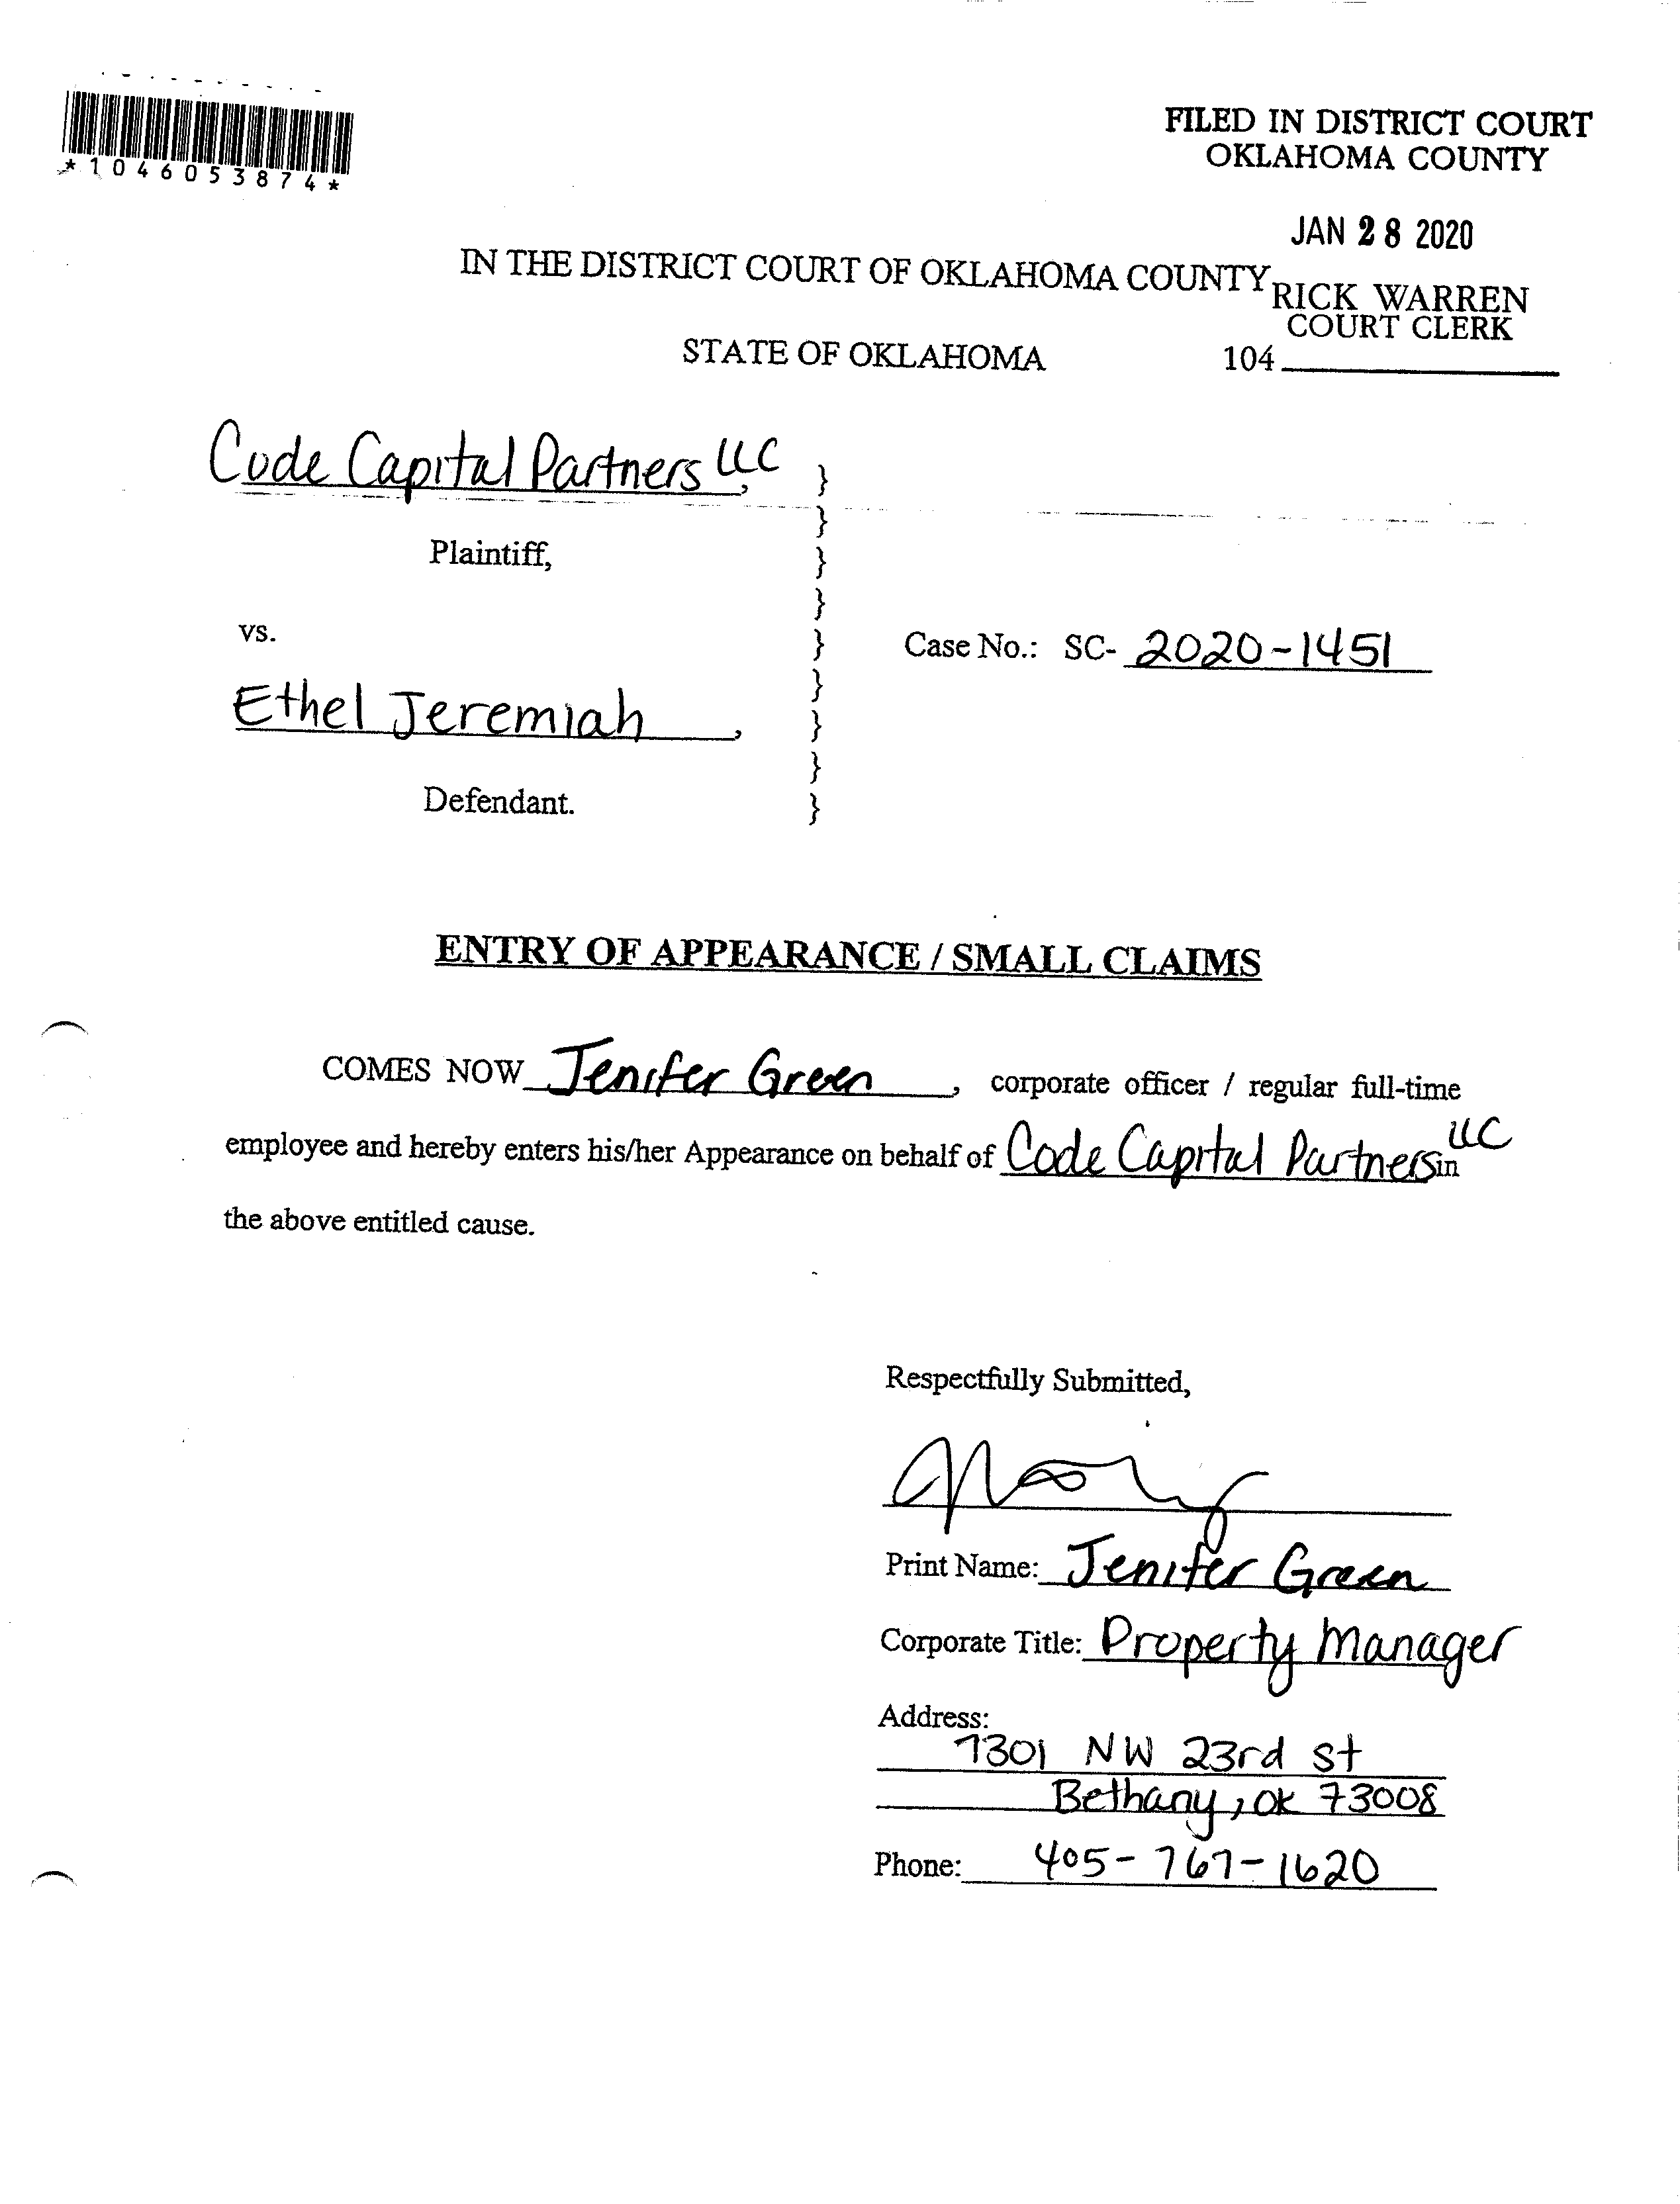 *1046053874*
FILED IN DISTRICT COURT
OKLAHOMA COUNTY
JAN 28 2020
IN THE DISTRICT COURT OF OKLAHOMA COUNTY
RICK WARREN
COURT CLERK
STATE OF OKLAHOMA
104
Code Capital Partners LLC,
}
}
Plaintiff,
}
}
vs.
}
Case No.: SC- 2020-1451
}
Ethel Jeremiah,
}
}
Defendant.
}
ENTRY OF APPEARANCE / SMALL CLAIMS
COMES NOW Jenifer Green, corporate officer / regular full-time
employee and hereby enters his/her Appearance on behalf of Code Capital Partners LLC in
the above entitled cause.
Respectfully Submitted,
Print Name: Jenifer Green
Corporate Title: Property Manager
Address:
7301 NW 23rd St
Bethany, OK 73008
Phone: 405-767-1620